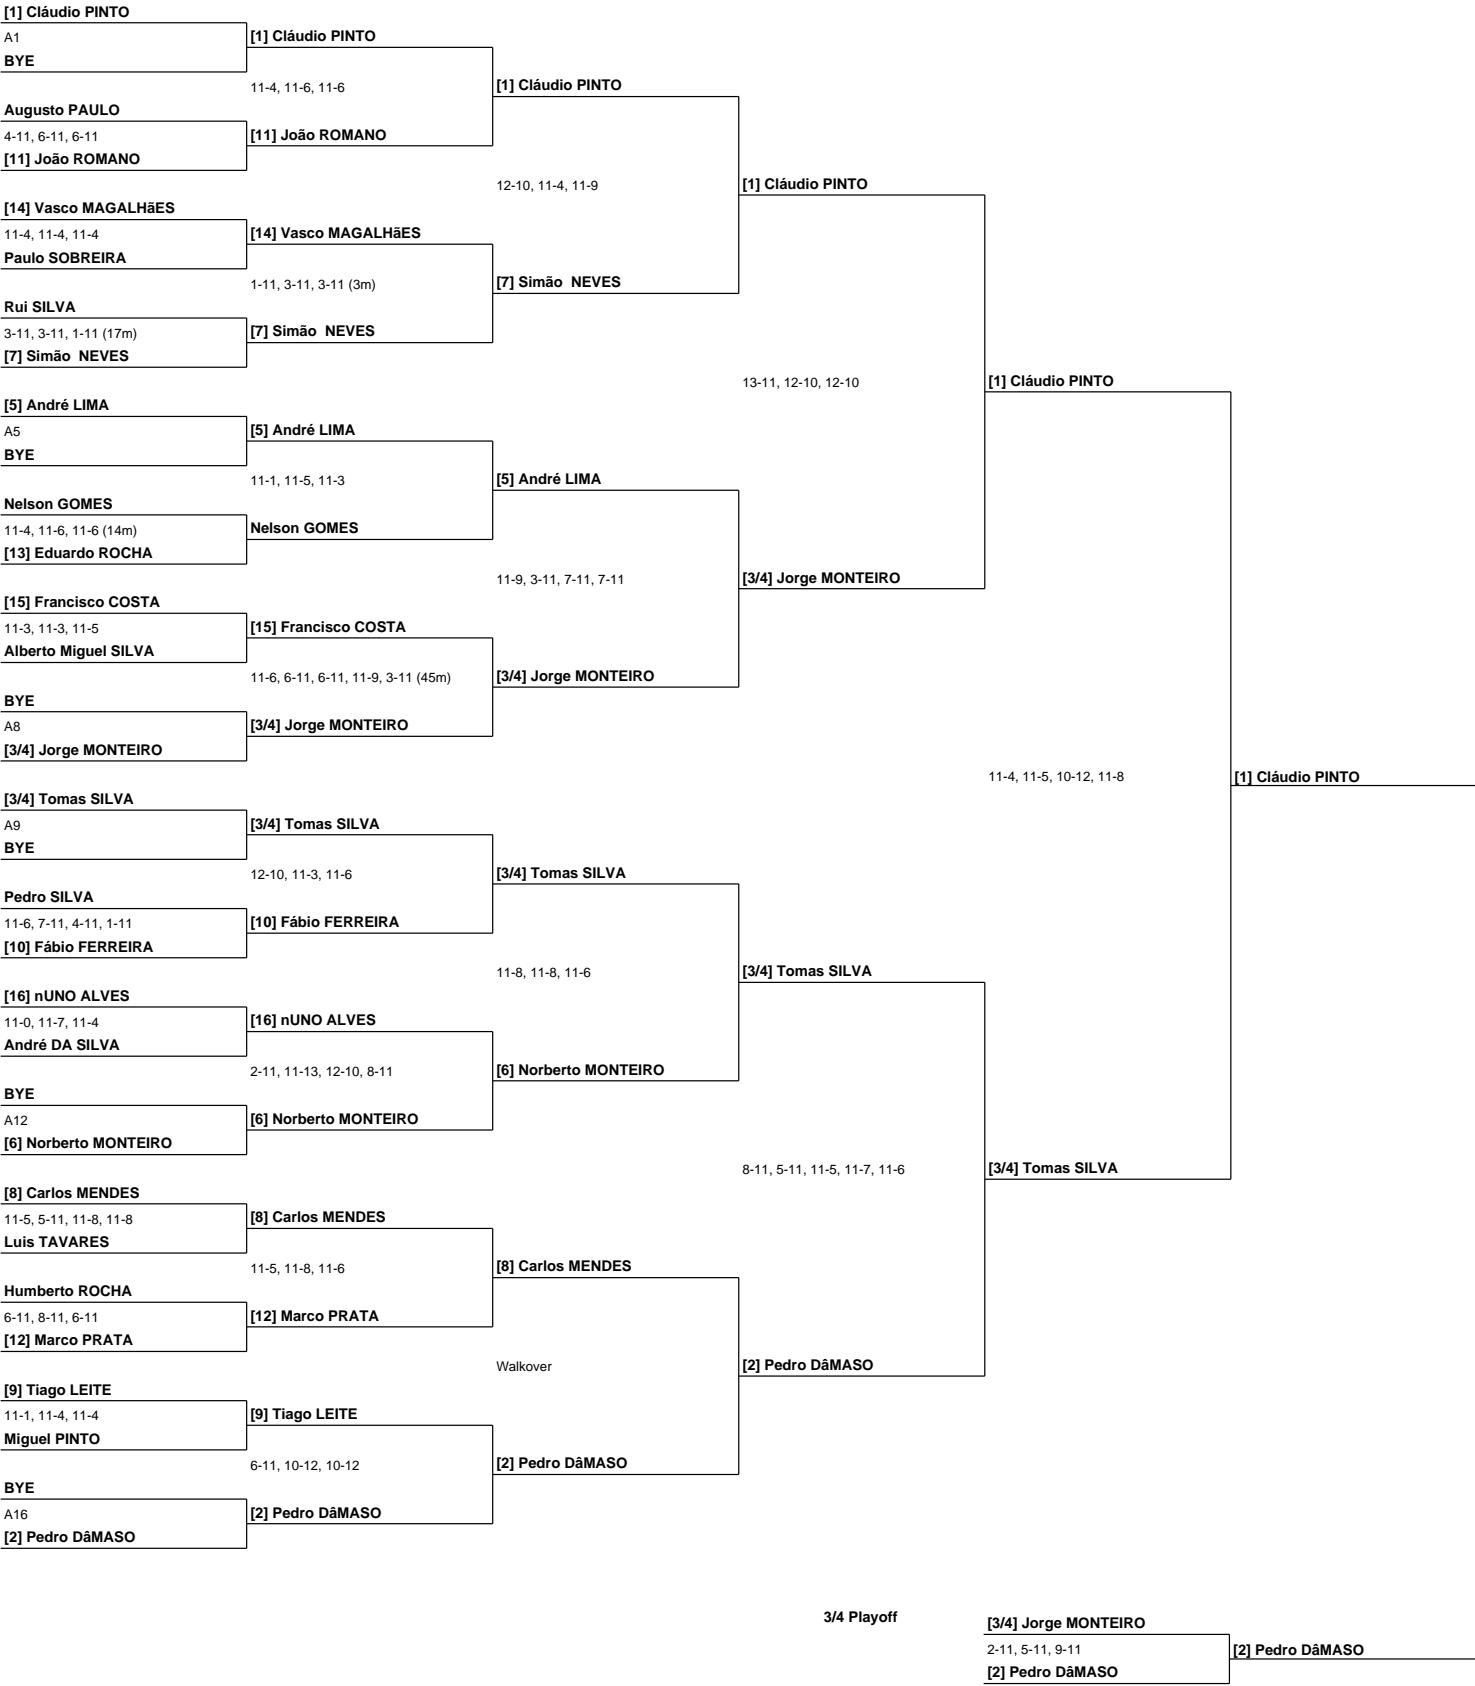 [1] Cláudio PINTO
A1
BYE
[1] Cláudio PINTO
11-4, 11-6, 11-6
[1] Cláudio PINTO
Augusto PAULO
4-11, 6-11, 6-11
[11] João ROMANO
[11] João ROMANO
12-10, 11-4, 11-9
[1] Cláudio PINTO
[14] Vasco MAGALHãES
11-4, 11-4, 11-4
Paulo SOBREIRA
[14] Vasco MAGALHãES
1-11, 3-11, 3-11 (3m)
[7] Simão  NEVES
Rui SILVA
3-11, 3-11, 1-11 (17m)
[7] Simão  NEVES
[7] Simão  NEVES
13-11, 12-10, 12-10
[1] Cláudio PINTO
[5] André LIMA
A5
BYE
[5] André LIMA
11-1, 11-5, 11-3
[5] André LIMA
Nelson GOMES
11-4, 11-6, 11-6 (14m)
[13] Eduardo ROCHA
Nelson GOMES
11-9, 3-11, 7-11, 7-11
[3/4] Jorge MONTEIRO
[15] Francisco COSTA
11-3, 11-3, 11-5
Alberto Miguel SILVA
[15] Francisco COSTA
11-6, 6-11, 6-11, 11-9, 3-11 (45m)
[3/4] Jorge MONTEIRO
BYE
A8
[3/4] Jorge MONTEIRO
[3/4] Jorge MONTEIRO
11-4, 11-5, 10-12, 11-8
[1] Cláudio PINTO
[3/4] Tomas SILVA
A9
BYE
[3/4] Tomas SILVA
12-10, 11-3, 11-6
[3/4] Tomas SILVA
Pedro SILVA
11-6, 7-11, 4-11, 1-11
[10] Fábio FERREIRA
[10] Fábio FERREIRA
11-8, 11-8, 11-6
[3/4] Tomas SILVA
[16] nUNO ALVES
11-0, 11-7, 11-4
André DA SILVA
[16] nUNO ALVES
2-11, 11-13, 12-10, 8-11
[6] Norberto MONTEIRO
BYE
A12
[6] Norberto MONTEIRO
[6] Norberto MONTEIRO
8-11, 5-11, 11-5, 11-7, 11-6
[3/4] Tomas SILVA
[8] Carlos MENDES
11-5, 5-11, 11-8, 11-8
Luis TAVARES
[8] Carlos MENDES
11-5, 11-8, 11-6
[8] Carlos MENDES
Humberto ROCHA
6-11, 8-11, 6-11
[12] Marco PRATA
[12] Marco PRATA
Walkover
[2] Pedro DâMASO
[9] Tiago LEITE
11-1, 11-4, 11-4
Miguel PINTO
[9] Tiago LEITE
6-11, 10-12, 10-12
[2] Pedro DâMASO
BYE
A16
[2] Pedro DâMASO
[2] Pedro DâMASO
3/4 Playoff
[3/4] Jorge MONTEIRO
2-11, 5-11, 9-11
[2] Pedro DâMASO
[2] Pedro DâMASO